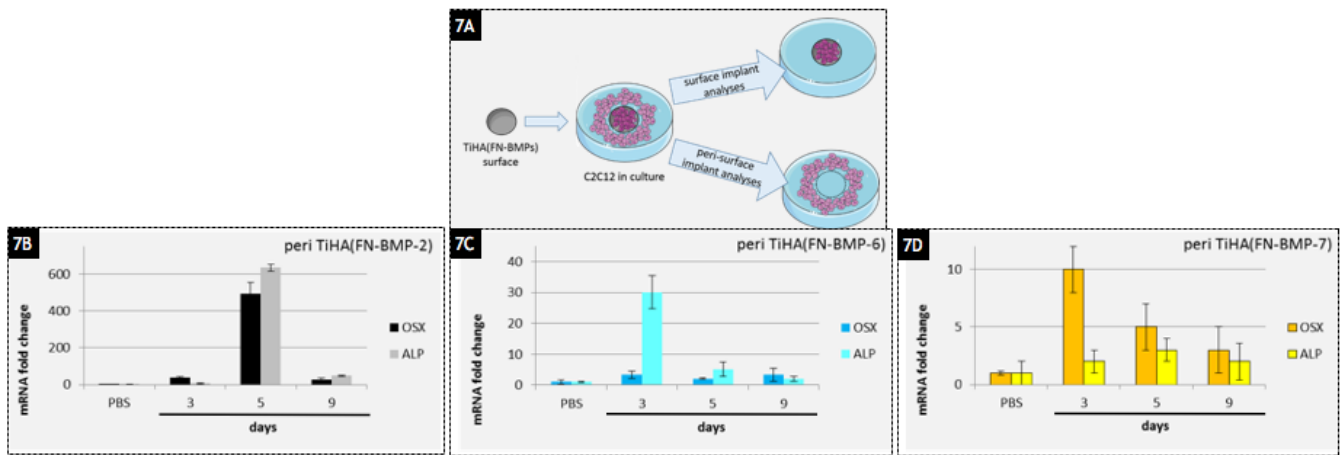 7A
TiHA(FN-BMPs)
surface
C2C12 in culture
surface implant
analyses
peri-surface
implant analyses
7B
peri TiHA(FN-BMP-2)
mRNA fold change
600
400
200
0
PBS
3
5
9
days
OSX
ALP
7C
peri TiHA(FN-BMP-6)
mRNA fold change
40
30
20
10
0
PBS
3
5
9
days
OSX
ALP
7D
peri TiHA(FN-BMP-7)
mRNA fold change
10
5
0
PBS
3
5
9
days
OSX
ALP